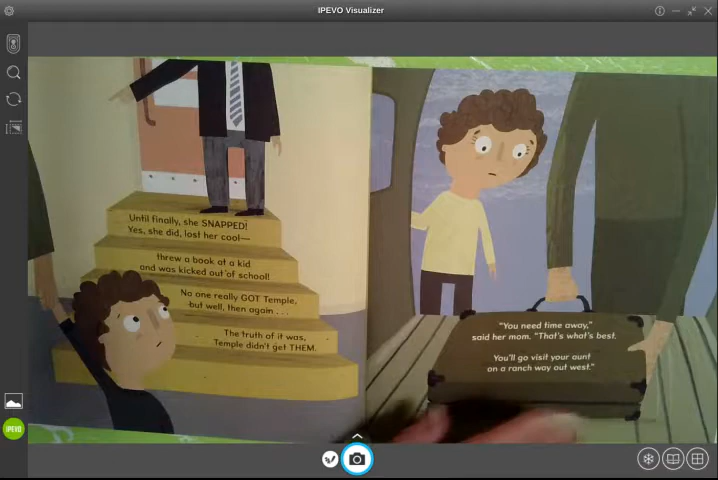 IPEVO Visualizer
Until finally, she SNAPPED!
Yes, she did, lost her cool—
threw a book at a kid
and was kicked out of school!
No one really GOT Temple,
but well, then again . . .
The truth of it was,
Temple didn't get THEM.
"You need time away,"
said her mom. "That's what's best.
You'll go visit your aunt
on a ranch way out west."
IPEVO